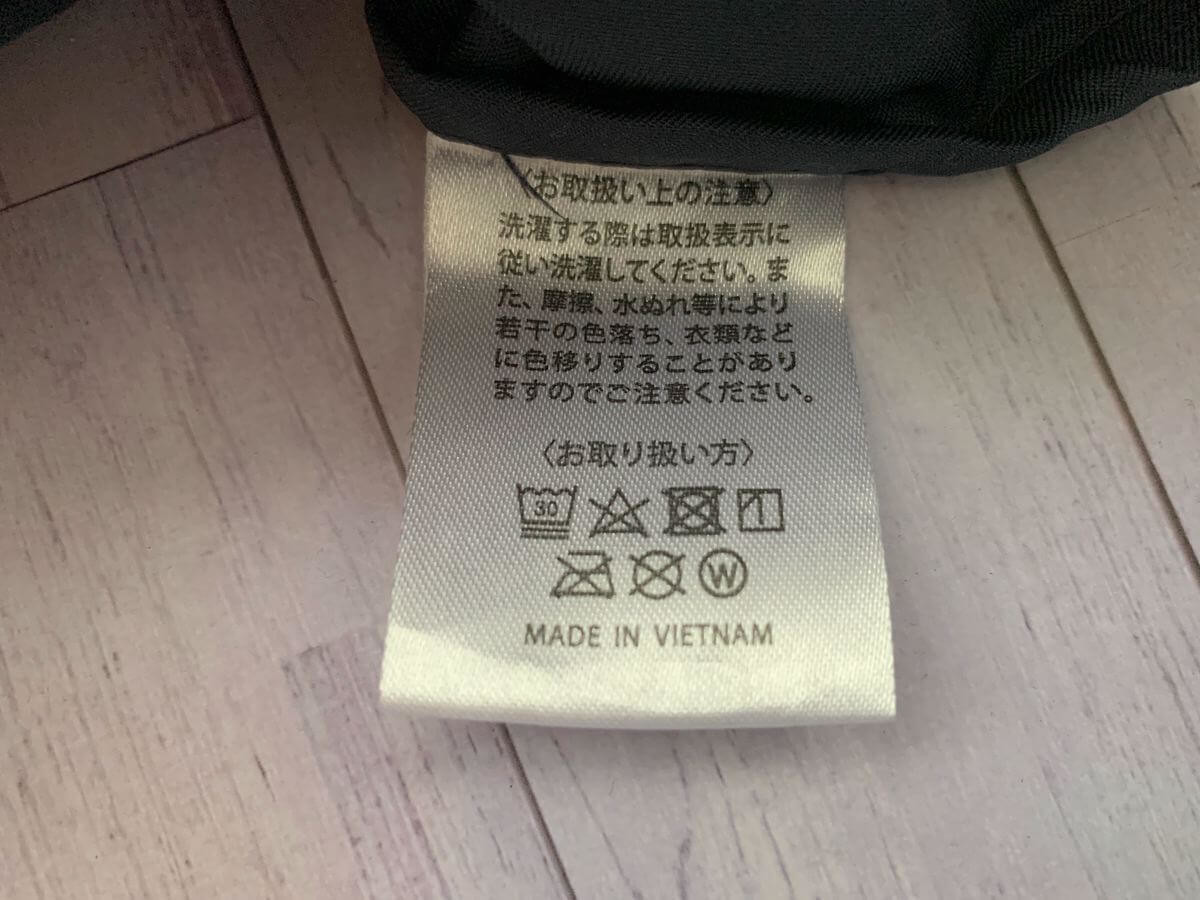 〈お取扱い上の注意〉
洗濯する際は取扱表示に
従い洗濯してください。ま
た、摩擦、水ぬれ等により
若干の色落ち、衣類など
に色移りすることがあり
ますのでご注意ください。
〈お取り扱い方〉
30
W
MADE IN VIETNAM